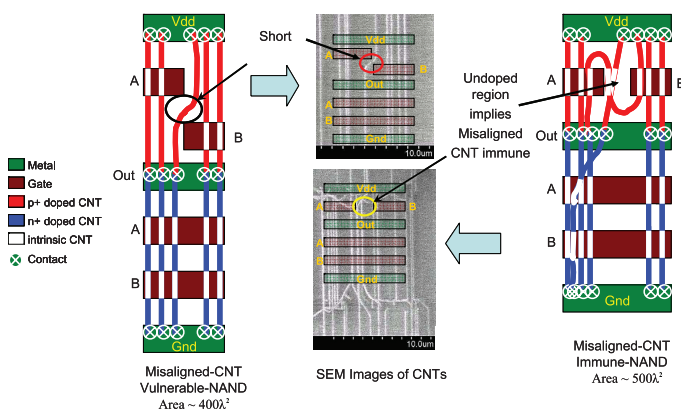 Vdd
A
B
Out
A
B
Gnd
Metal
Gate
p+ doped CNT
n+ doped CNT
intrinsic CNT
Contact
Misaligned-CNT
Vulnerable-NAND
Area ~ 400λ²
Short
Vdd
A
B
Out
A
B
Gnd
10.0um
Vdd
A
B
Out
A
B
Gnd
10.0um
SEM Images of CNTs
Undoped
region
implies
Misaligned
CNT immune
Vdd
A
B
Out
A
B
Gnd
Misaligned-CNT
Immune-NAND
Area ~ 500λ²